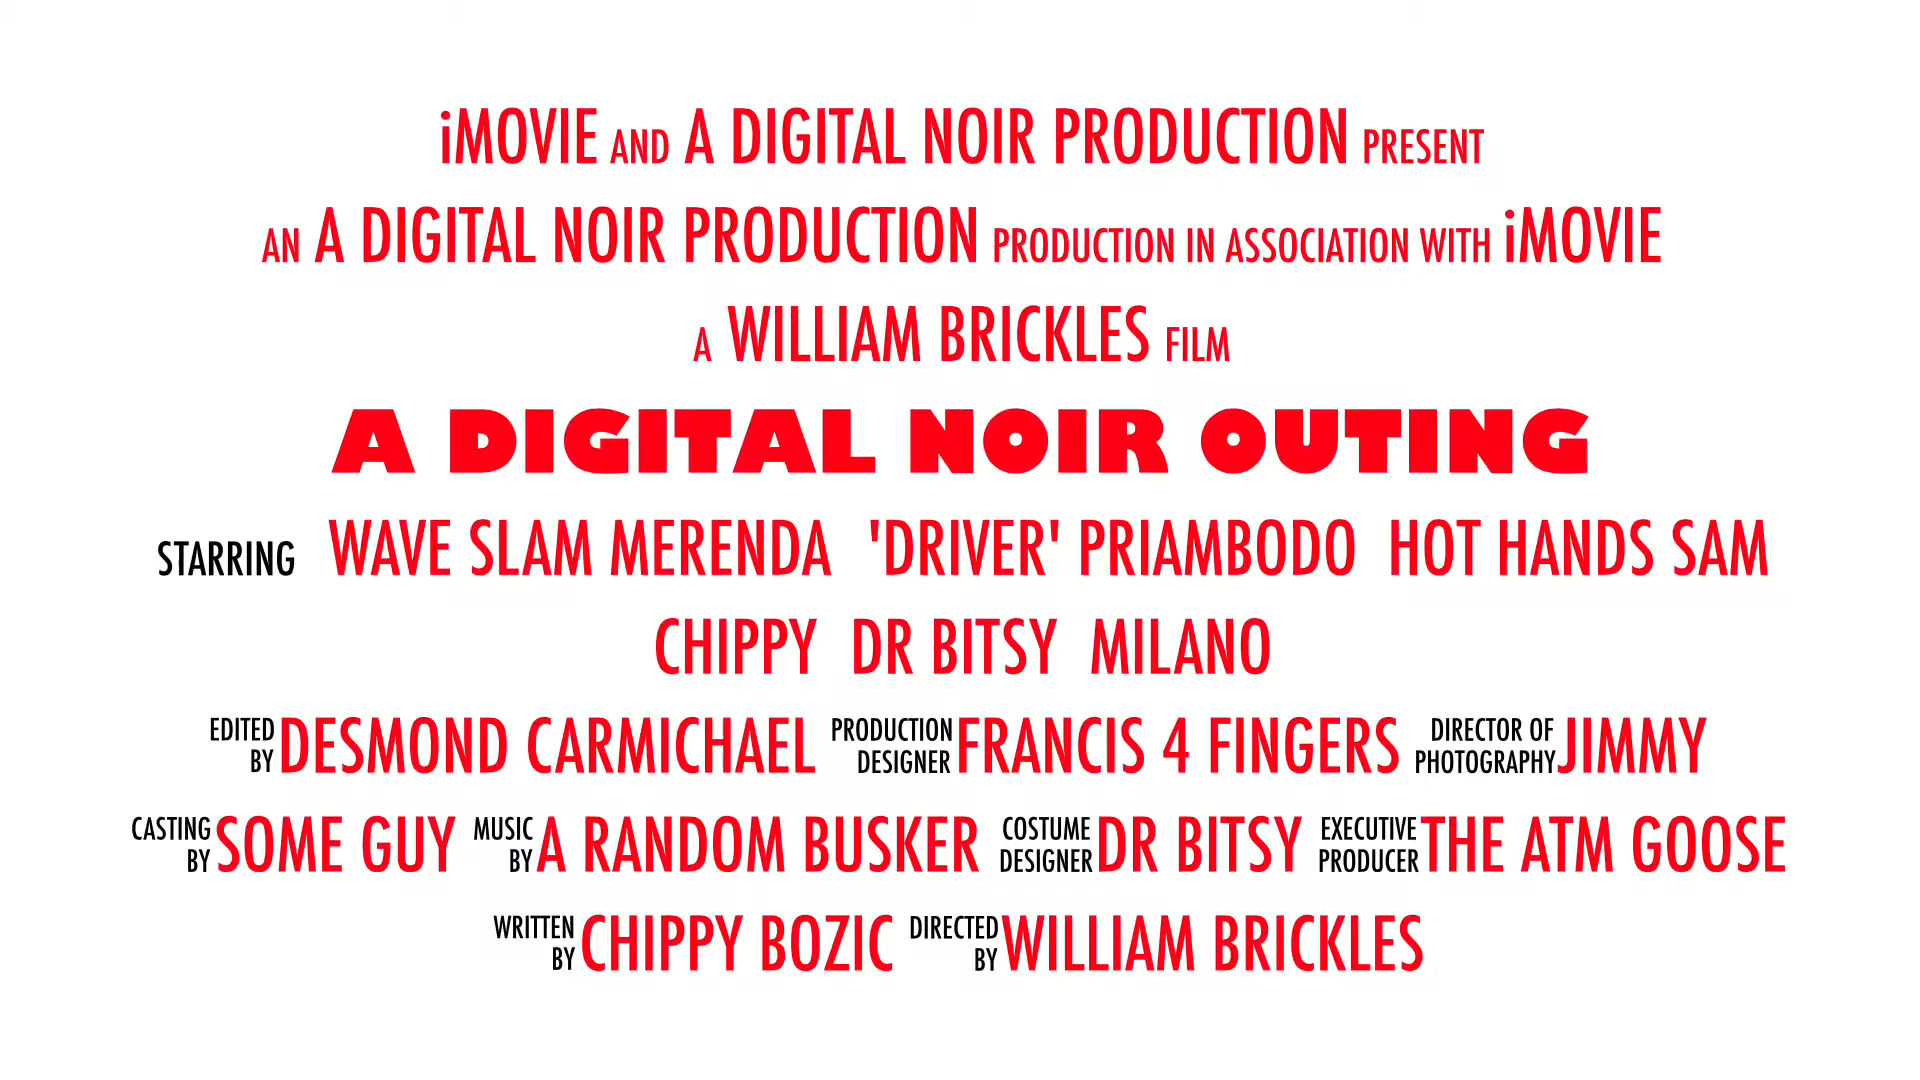 iMOVIE AND A DIGITAL NOIR PRODUCTION PRESENT
AN A DIGITAL NOIR PRODUCTION PRODUCTION IN ASSOCIATION WITH iMOVIE
A WILLIAM BRICKLES FILM
A DIGITAL NOIR OUTING
STARRING WAVE SLAM MERENDA 'DRIVER' PRIAMBODO HOT HANDS SAM
CHIPPY DR BITSY MILANO
EDITED BY DESMOND CARMICHAEL PRODUCTION DESIGNER FRANCIS 4 FINGERS DIRECTOR OF PHOTOGRAPHY JIMMY
CASTING BY SOME GUY MUSIC BY A RANDOM BUSKER COSTUME DESIGNER DR BITSY EXECUTIVE PRODUCER THE ATM GOOSE
WRITTEN BY CHIPPY BOZIC DIRECTED BY WILLIAM BRICKLES